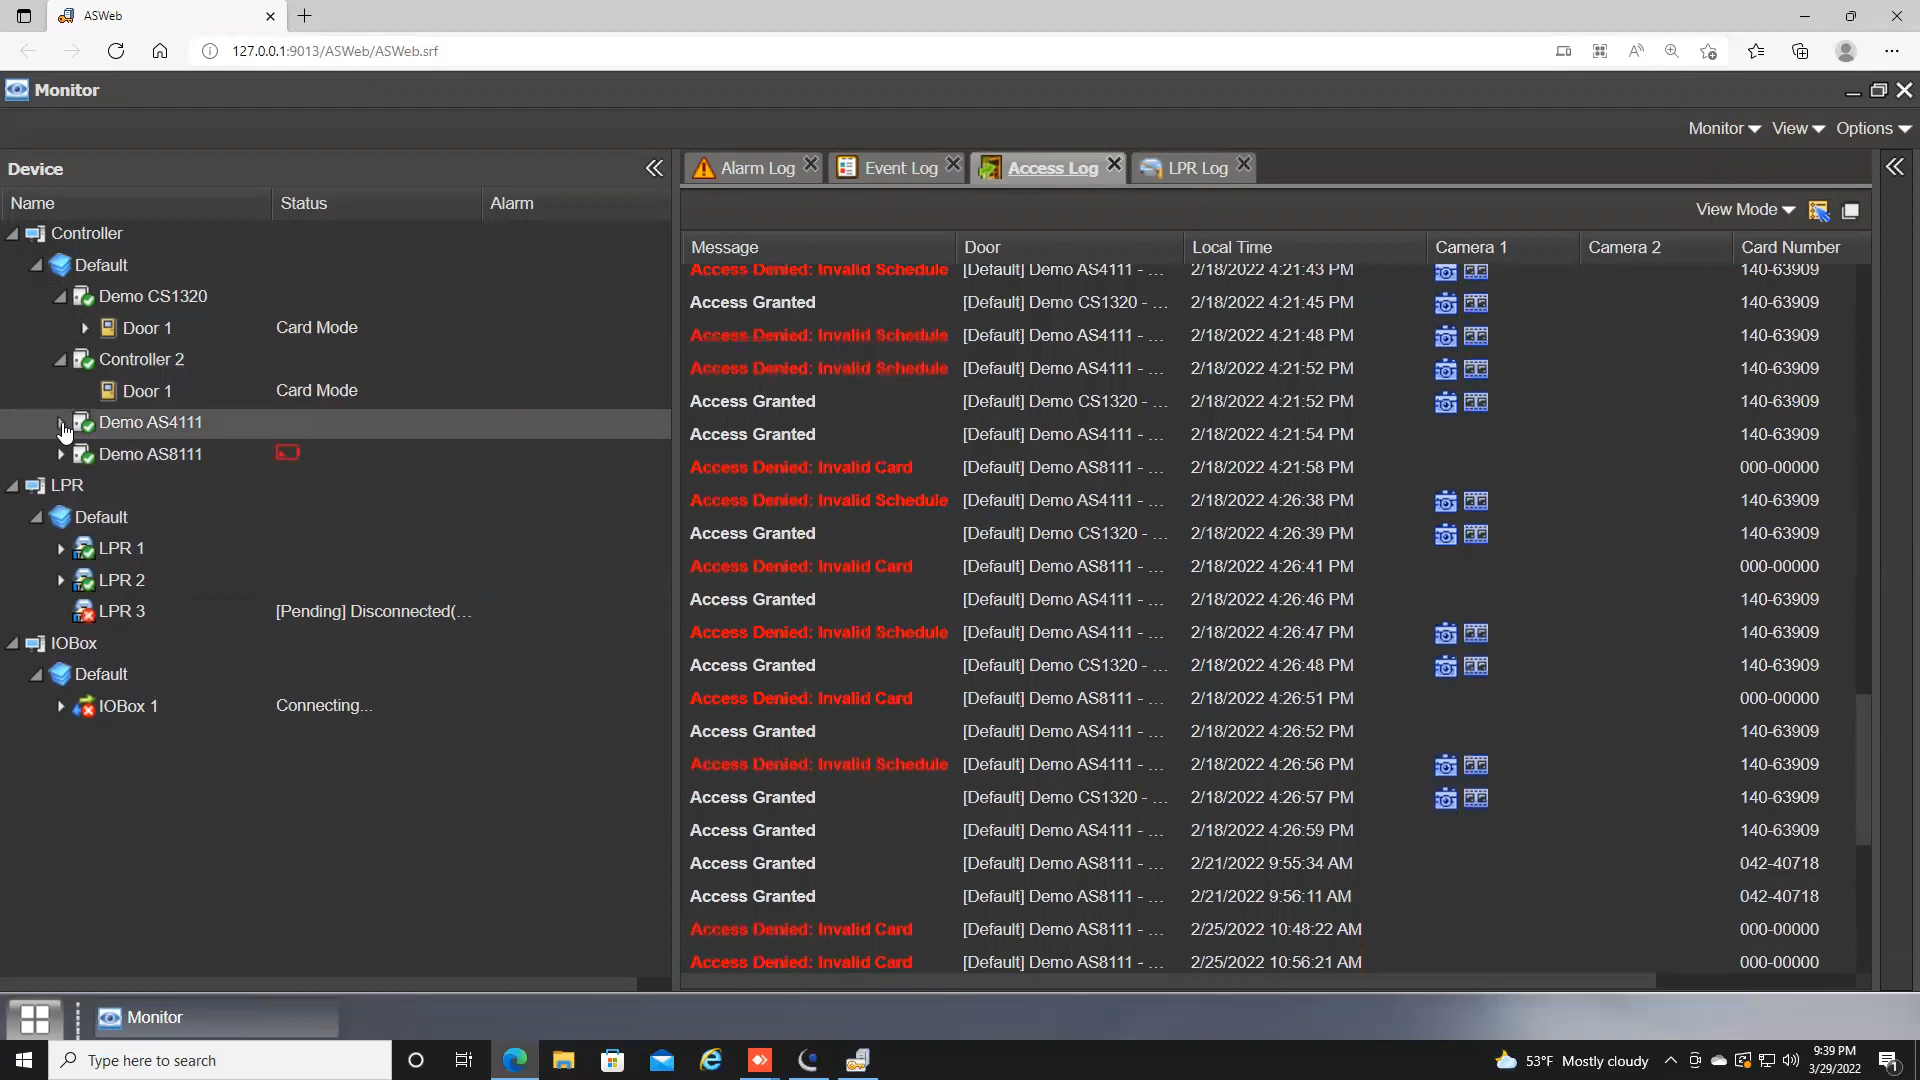 ASWeb
127.0.0.1:9013/ASWeb/ASWeb.srf
Monitor
Monitor View Options
Device
Alarm Log Event Log Access Log LPR Log
Name Status Alarm
View Mode
Message Door Local Time Camera 1 Camera 2 Card Number
Controller
Default
Demo CS1320
Door 1 Card Mode
Controller 2
Door 1 Card Mode
Demo AS4111
Demo AS8111
LPR
Default
LPR 1
LPR 2
LPR 3 [Pending] Disconnected(...
IOBox
Default
IOBox 1 Connecting...
Access Denied: Invalid Schedule [Default] Demo AS4111 - ... 2/18/2022 4:21:43 PM 140-63909
Access Granted [Default] Demo CS1320 - ... 2/18/2022 4:21:45 PM 140-63909
Access Denied: Invalid Schedule [Default] Demo AS4111 - ... 2/18/2022 4:21:48 PM 140-63909
Access Denied: Invalid Schedule [Default] Demo AS4111 - ... 2/18/2022 4:21:52 PM 140-63909
Access Granted [Default] Demo CS1320 - ... 2/18/2022 4:21:52 PM 140-63909
Access Granted [Default] Demo AS4111 - ... 2/18/2022 4:21:54 PM 140-63909
Access Denied: Invalid Card [Default] Demo AS8111 - ... 2/18/2022 4:21:58 PM 000-00000
Access Denied: Invalid Schedule [Default] Demo AS4111 - ... 2/18/2022 4:26:38 PM 140-63909
Access Granted [Default] Demo CS1320 - ... 2/18/2022 4:26:39 PM 140-63909
Access Denied: Invalid Card [Default] Demo AS8111 - ... 2/18/2022 4:26:41 PM 000-00000
Access Granted [Default] Demo AS4111 - ... 2/18/2022 4:26:46 PM 140-63909
Access Denied: Invalid Schedule [Default] Demo AS4111 - ... 2/18/2022 4:26:47 PM 140-63909
Access Granted [Default] Demo CS1320 - ... 2/18/2022 4:26:48 PM 140-63909
Access Denied: Invalid Card [Default] Demo AS8111 - ... 2/18/2022 4:26:51 PM 000-00000
Access Granted [Default] Demo AS4111 - ... 2/18/2022 4:26:52 PM 140-63909
Access Denied: Invalid Schedule [Default] Demo AS4111 - ... 2/18/2022 4:26:56 PM 140-63909
Access Granted [Default] Demo CS1320 - ... 2/18/2022 4:26:57 PM 140-63909
Access Granted [Default] Demo AS4111 - ... 2/18/2022 4:26:59 PM 140-63909
Access Granted [Default] Demo AS8111 - ... 2/21/2022 9:55:34 AM 042-40718
Access Granted [Default] Demo AS8111 - ... 2/21/2022 9:56:11 AM 042-40718
Access Denied: Invalid Card [Default] Demo AS8111 - ... 2/25/2022 10:48:22 AM 000-00000
Access Denied: Invalid Card [Default] Demo AS8111 - ... 2/25/2022 10:56:21 AM 000-00000
Monitor
Type here to search
53°F Mostly cloudy
9:39 PM
3/29/2022
1